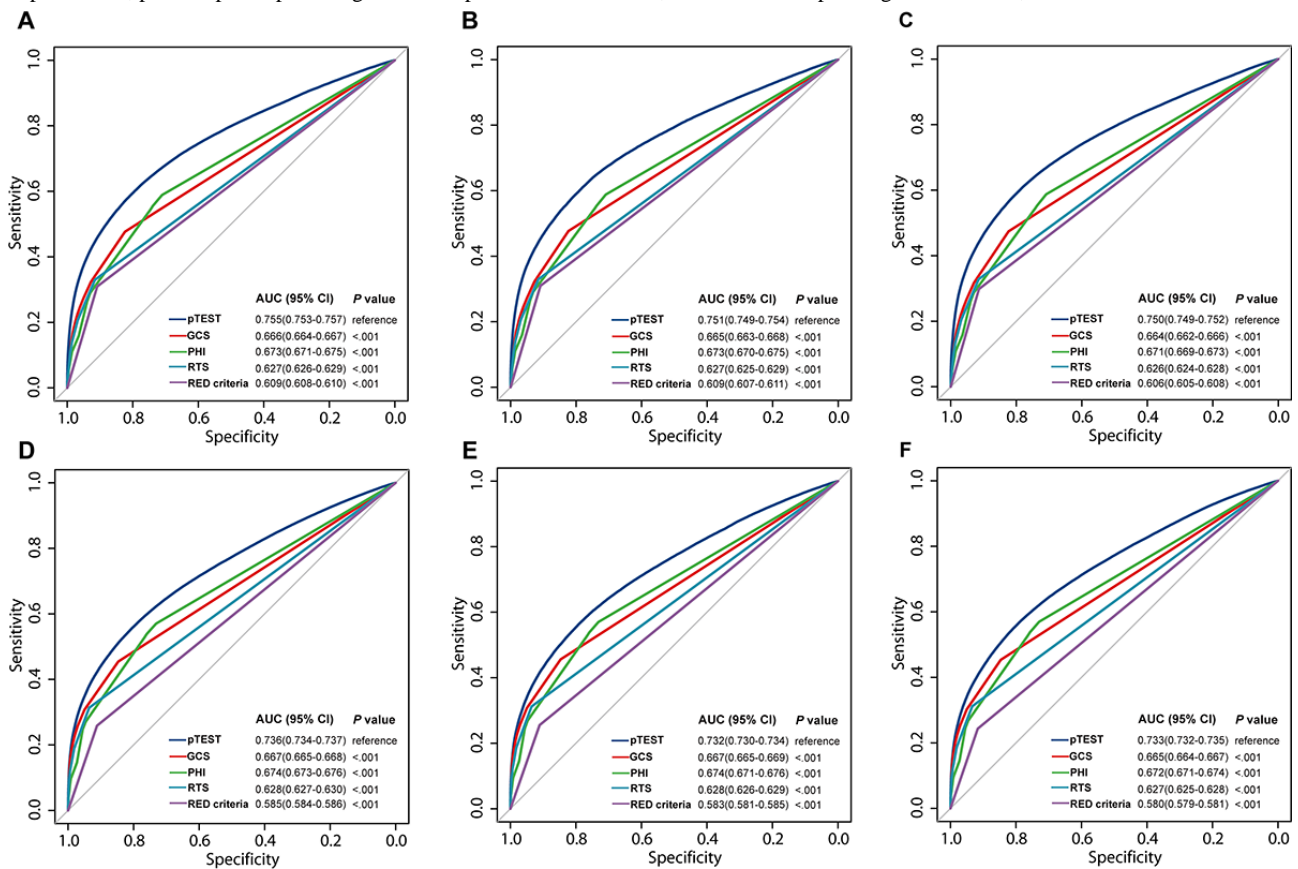 A
B
C
Sensitivity
0.0 0.2 0.4 0.6 0.8 1.0
AUC (95% CI) P value
pTEST 0.755(0.753-0.757) reference
GCS 0.666(0.664-0.667) <.001
PHI 0.673(0.671-0.675) <.001
RTS 0.627(0.626-0.629) <.001
RED criteria 0.609(0.608-0.610) <.001
1.0 0.8 0.6 0.4 0.2 0.0
Specificity
Sensitivity
0.0 0.2 0.4 0.6 0.8 1.0
AUC (95% CI) P value
pTEST 0.751(0.749-0.754) reference
GCS 0.665(0.663-0.668) <.001
PHI 0.673(0.670-0.675) <.001
RTS 0.627(0.625-0.629) <.001
RED criteria 0.609(0.607-0.611) <.001
1.0 0.8 0.6 0.4 0.2 0.0
Specificity
Sensitivity
0.0 0.2 0.4 0.6 0.8 1.0
AUC (95% CI) P value
pTEST 0.750(0.749-0.752) reference
GCS 0.664(0.662-0.666) <.001
PHI 0.671(0.669-0.673) <.001
RTS 0.626(0.624-0.628) <.001
RED criteria 0.606(0.605-0.608) <.001
1.0 0.8 0.6 0.4 0.2 0.0
Specificity
D
E
F
Sensitivity
0.0 0.2 0.4 0.6 0.8 1.0
AUC (95% CI) P value
pTEST 0.736(0.734-0.737) reference
GCS 0.667(0.665-0.668) <.001
PHI 0.674(0.673-0.676) <.001
RTS 0.628(0.627-0.630) <.001
RED criteria 0.585(0.584-0.586) <.001
1.0 0.8 0.6 0.4 0.2 0.0
Specificity
Sensitivity
0.0 0.2 0.4 0.6 0.8 1.0
AUC (95% CI) P value
pTEST 0.732(0.730-0.734) reference
GCS 0.667(0.665-0.669) <.001
PHI 0.674(0.671-0.676) <.001
RTS 0.628(0.626-0.629) <.001
RED criteria 0.583(0.581-0.585) <.001
1.0 0.8 0.6 0.4 0.2 0.0
Specificity
Sensitivity
0.0 0.2 0.4 0.6 0.8 1.0
AUC (95% CI) P value
pTEST 0.733(0.732-0.735) reference
GCS 0.665(0.664-0.667) <.001
PHI 0.672(0.671-0.674) <.001
RTS 0.627(0.625-0.628) <.001
RED criteria 0.580(0.579-0.581) <.001
1.0 0.8 0.6 0.4 0.2 0.0
Specificity